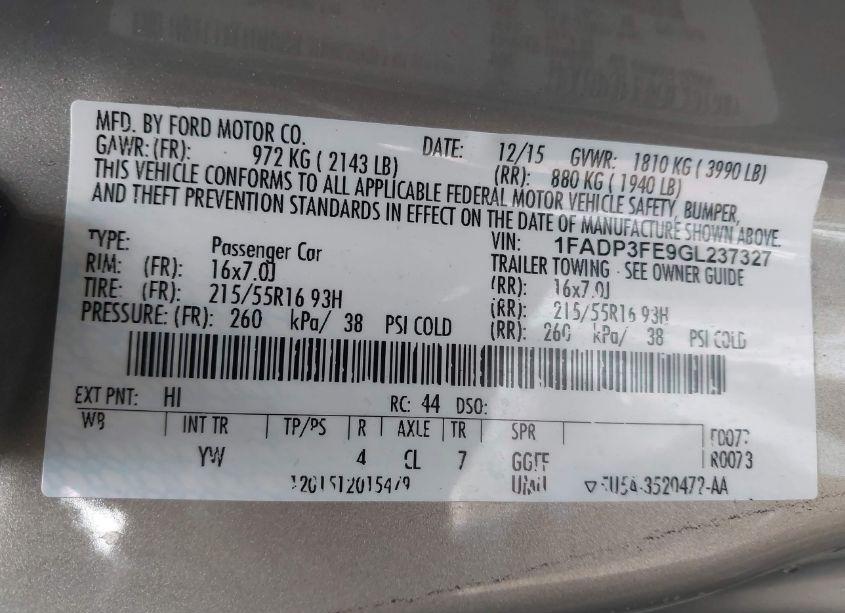 MFD. BY FORD MOTOR CO. DATE: 12/15 GVWR: 1810 KG ( 3990 LB)
GAWR: (FR): 972 KG ( 2143 LB) (RR): 880 KG ( 1940 LB)
THIS VEHICLE CONFORMS TO ALL APPLICABLE FEDERAL MOTOR VEHICLE SAFETY, BUMPER,
AND THEFT PREVENTION STANDARDS IN EFFECT ON THE DATE OF MANUFACTURE SHOWN ABOVE.
VIN: 1FADP3FE9GL237327
TYPE: Passenger Car TRAILER TOWING - SEE OWNER GUIDE
RIM: (FR): 16x7.0J (RR): 16x7.0J
TIRE: (FR): 215/55R16 93H (RR): 215/55R16 93H
PRESSURE: (FR): 260 kPa/ 38 PSI COLD (RR): 260 kPa/ 38 PSI COLD
EXT PNT: HI RC: 44 DSO:
WB INT TR TP/PS R AXLE TR SPR
YW 4 CL 7 GGFF R0073